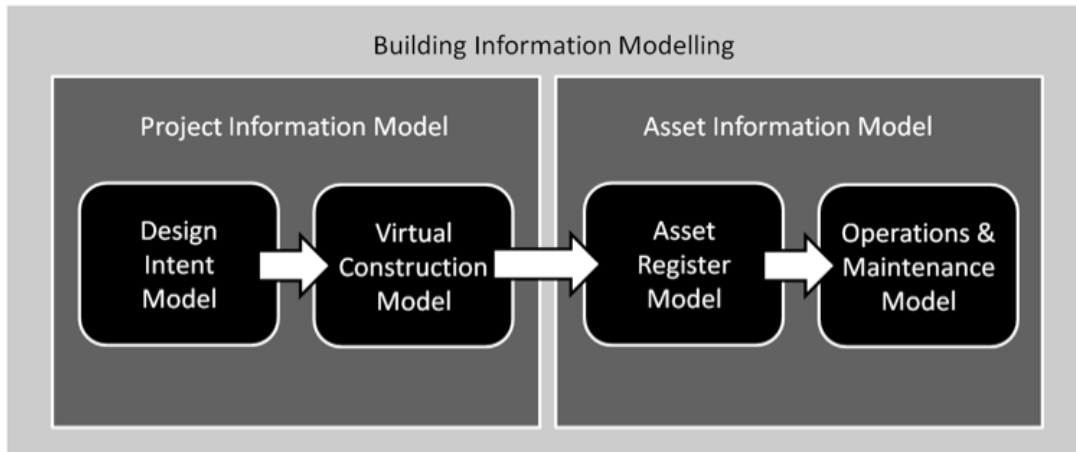 Building Information Modelling
Project Information Model
Design
Intent
Model
Virtual
Construction
Model
Asset Information Model
Asset
Register
Model
Operations &
Maintenance
Model